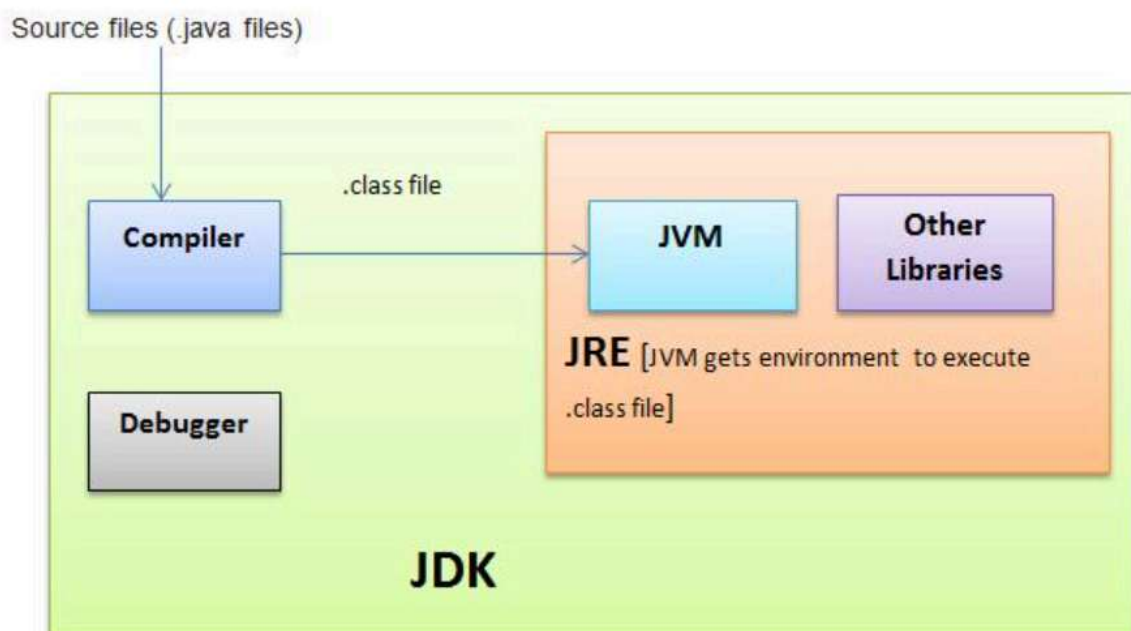 Source files (.java files)
.class file
Compiler
JVM
Other
Libraries
JRE [JVM gets environment to execute
.class file]
Debugger
JDK